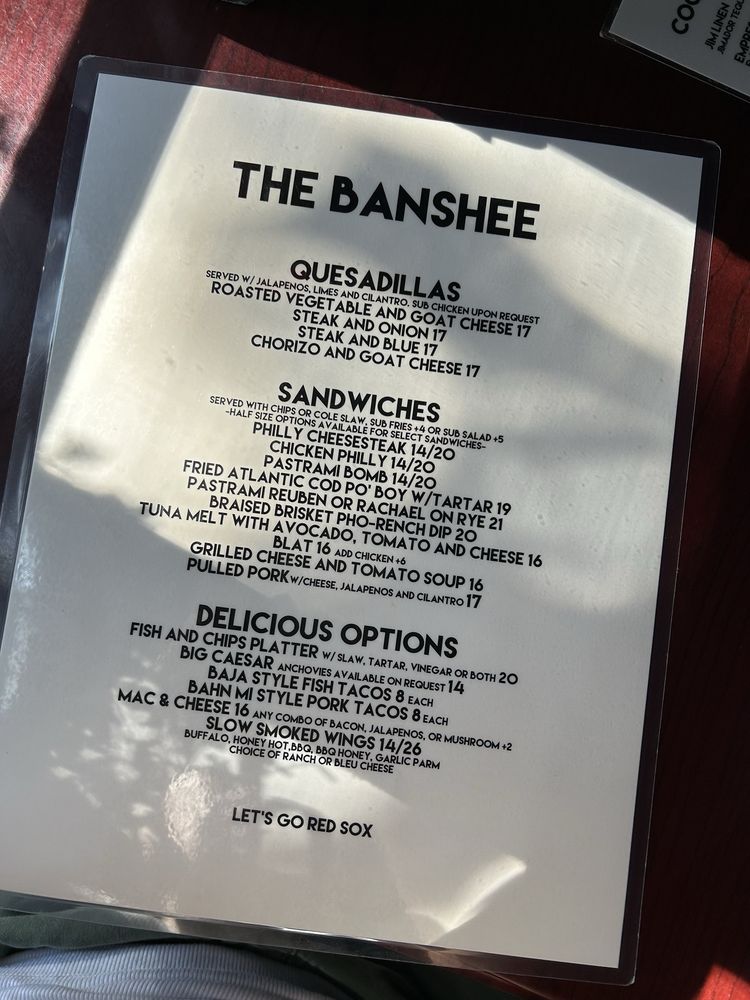 THE BANSHEE
QUESADILLAS
SERVED W/ JALAPENOS, LIMES AND CILANTRO. SUB CHICKEN UPON REQUEST
ROASTED VEGETABLE AND GOAT CHEESE 17
STEAK AND ONION 17
STEAK AND BLUE 17
CHORIZO AND GOAT CHEESE 17
SANDWICHES
SERVED WITH CHIPS OR COLE SLAW, SUB FRIES +4 OR SUB SALAD +5
-HALF SIZE OPTIONS AVAILABLE FOR SELECT SANDWICHES-
PHILLY CHEESESTEAK 14/20
CHICKEN PHILLY 14/20
PASTRAMI BOMB 14/20
FRIED ATLANTIC COD PO' BOY W/TARTAR 19
PASTRAMI REUBEN OR RACHAEL ON RYE 21
BRAISED BRISKET PHO-RENCH DIP 20
TUNA MELT WITH AVOCADO, TOMATO AND CHEESE 16
BLAT 16 ADD CHICKEN +6
GRILLED CHEESE AND TOMATO SOUP 16
PULLED PORK W/CHEESE, JALAPENOS AND CILANTRO 17
DELICIOUS OPTIONS
FISH AND CHIPS PLATTER W/ SLAW, TARTAR, VINEGAR OR BOTH 20
BIG CAESAR ANCHOVIES AVAILABLE ON REQUEST 14
BAJA STYLE FISH TACOS 8 EACH
BAHN MI STYLE PORK TACOS 8 EACH
MAC & CHEESE 16 ANY COMBO OF BACON, JALAPENOS, OR MUSHROOM +2
SLOW SMOKED WINGS 14/26
BUFFALO, HONEY HOT,BBQ, BBQ HONEY, GARLIC PARM
CHOICE OF RANCH OR BLEU CHEESE
LET'S GO RED SOX
JIM LINEN